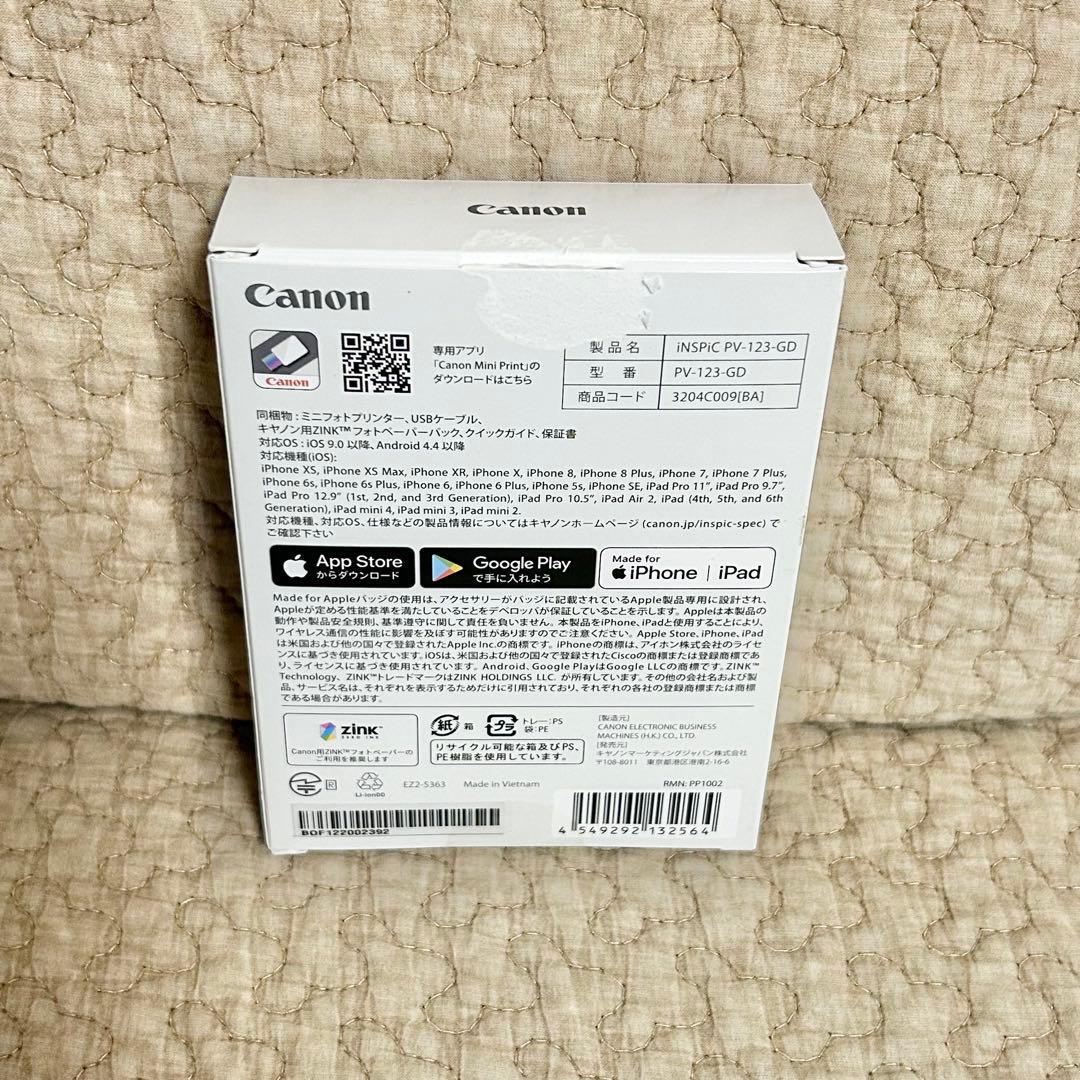 Canon
Canon
Canon
専用アプリ
「Canon Mini Print」の
ダウンロードはこちら
製品名 iNSPiC PV-123-GD
型番 PV-123-GD
商品コード 3204C009[BA]
同梱物：ミニフォトプリンター、USBケーブル、
キヤノン用ZINK™フォトペーパーパック、クイックガイド、保証書
対応OS：iOS 9.0 以降、Android 4.4 以降
対応機種(iOS):
iPhone XS, iPhone XS Max, iPhone XR, iPhone X, iPhone 8, iPhone 8 Plus, iPhone 7, iPhone 7 Plus,
iPhone 6s, iPhone 6s Plus, iPhone 6, iPhone 6 Plus, iPhone 5s, iPhone SE, iPad Pro 11”, iPad Pro 9.7”,
iPad Pro 12.9” (1st, 2nd, and 3rd Generation), iPad Pro 10.5”, iPad Air 2, iPad (4th, 5th, and 6th
Generation), iPad mini 4, iPad mini 3, iPad mini 2.
対応機種、対応OS、仕様などの製品情報についてはキヤノンホームページ (canon.jp/inspic-spec) で
ご確認下さい
App Store
からダウンロード
Google Play
で手に入れよう
Made for
iPhone | iPad
Made for Appleバッジの使用は、アクセサリーがバッジに記載されているApple製品専用に設計され、
Appleが定める性能基準を満たしていることをデベロッパが保証していることを示します。Appleは本製品の
動作や製品安全規則、基準遵守に関して責任を負いません。本製品をiPhone、iPadと使用することにより、
ワイヤレス通信の性能に影響を及ぼす可能性がありますのでご注意ください。Apple Store、iPhone、iPad
は米国および他の国々で登録されたApple Inc.の商標です。iPhoneの商標は、アイホン株式会社のライセ
ンスに基づき使用されています。iOSは、米国および他の国々で登録されたCiscoの商標または登録商標であ
り、ライセンスに基づき使用されています。Android、Google PlayはGoogle LLCの商標です。ZINK™
Technology、ZINK™トレードマークはZINK HOLDINGS LLC. が所有しています。その他の会社名および製
品、サービス名は、それぞれを表示するためだけに引用されており、それぞれの各社の登録商標または商標
である場合があります。
ZINK™
ZERO INK
Canon用ZINK™フォトペーパーの
ご利用を推奨します
紙 箱
プラ
トレー：PS
袋：PE
リサイクル可能な箱及びPS、
PE樹脂を使用しています。
[製造元]
CANON ELECTRONIC BUSINESS
MACHINES (H.K.) CO., LTD.
[発売元]
キヤノンマーケティングジャパン株式会社
〒108-8011 東京都港区港南2-16-6
R
Li-ion00
EZ2-5363
Made in Vietnam
RMN: PP1002
BOF122002392
4 549292 132564